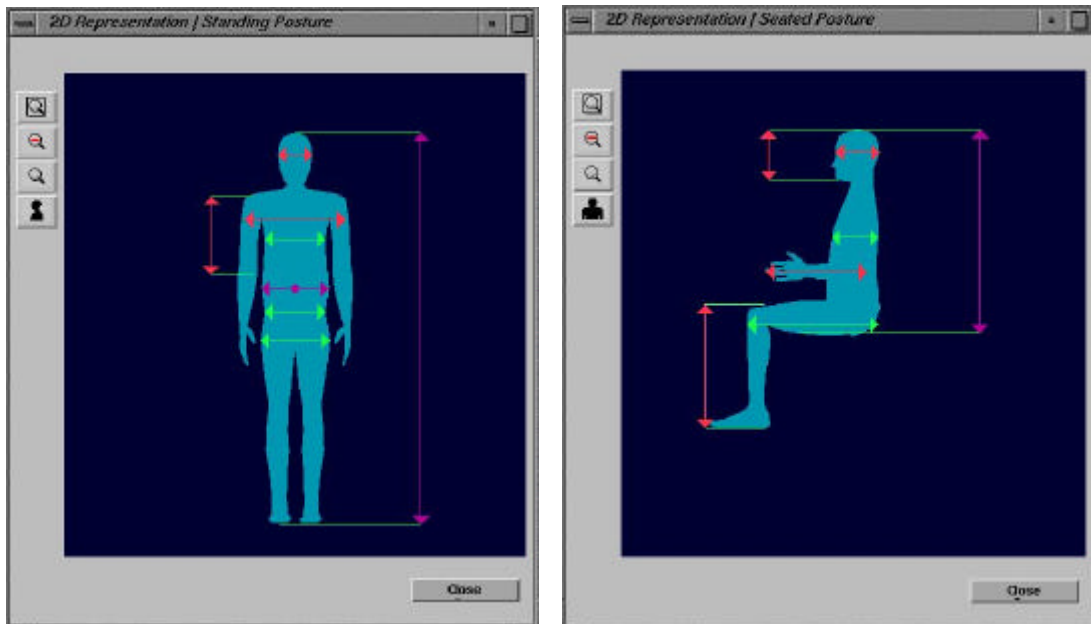 2D Representation / Standing Posture
Close
2D Representation / Seated Posture
Close